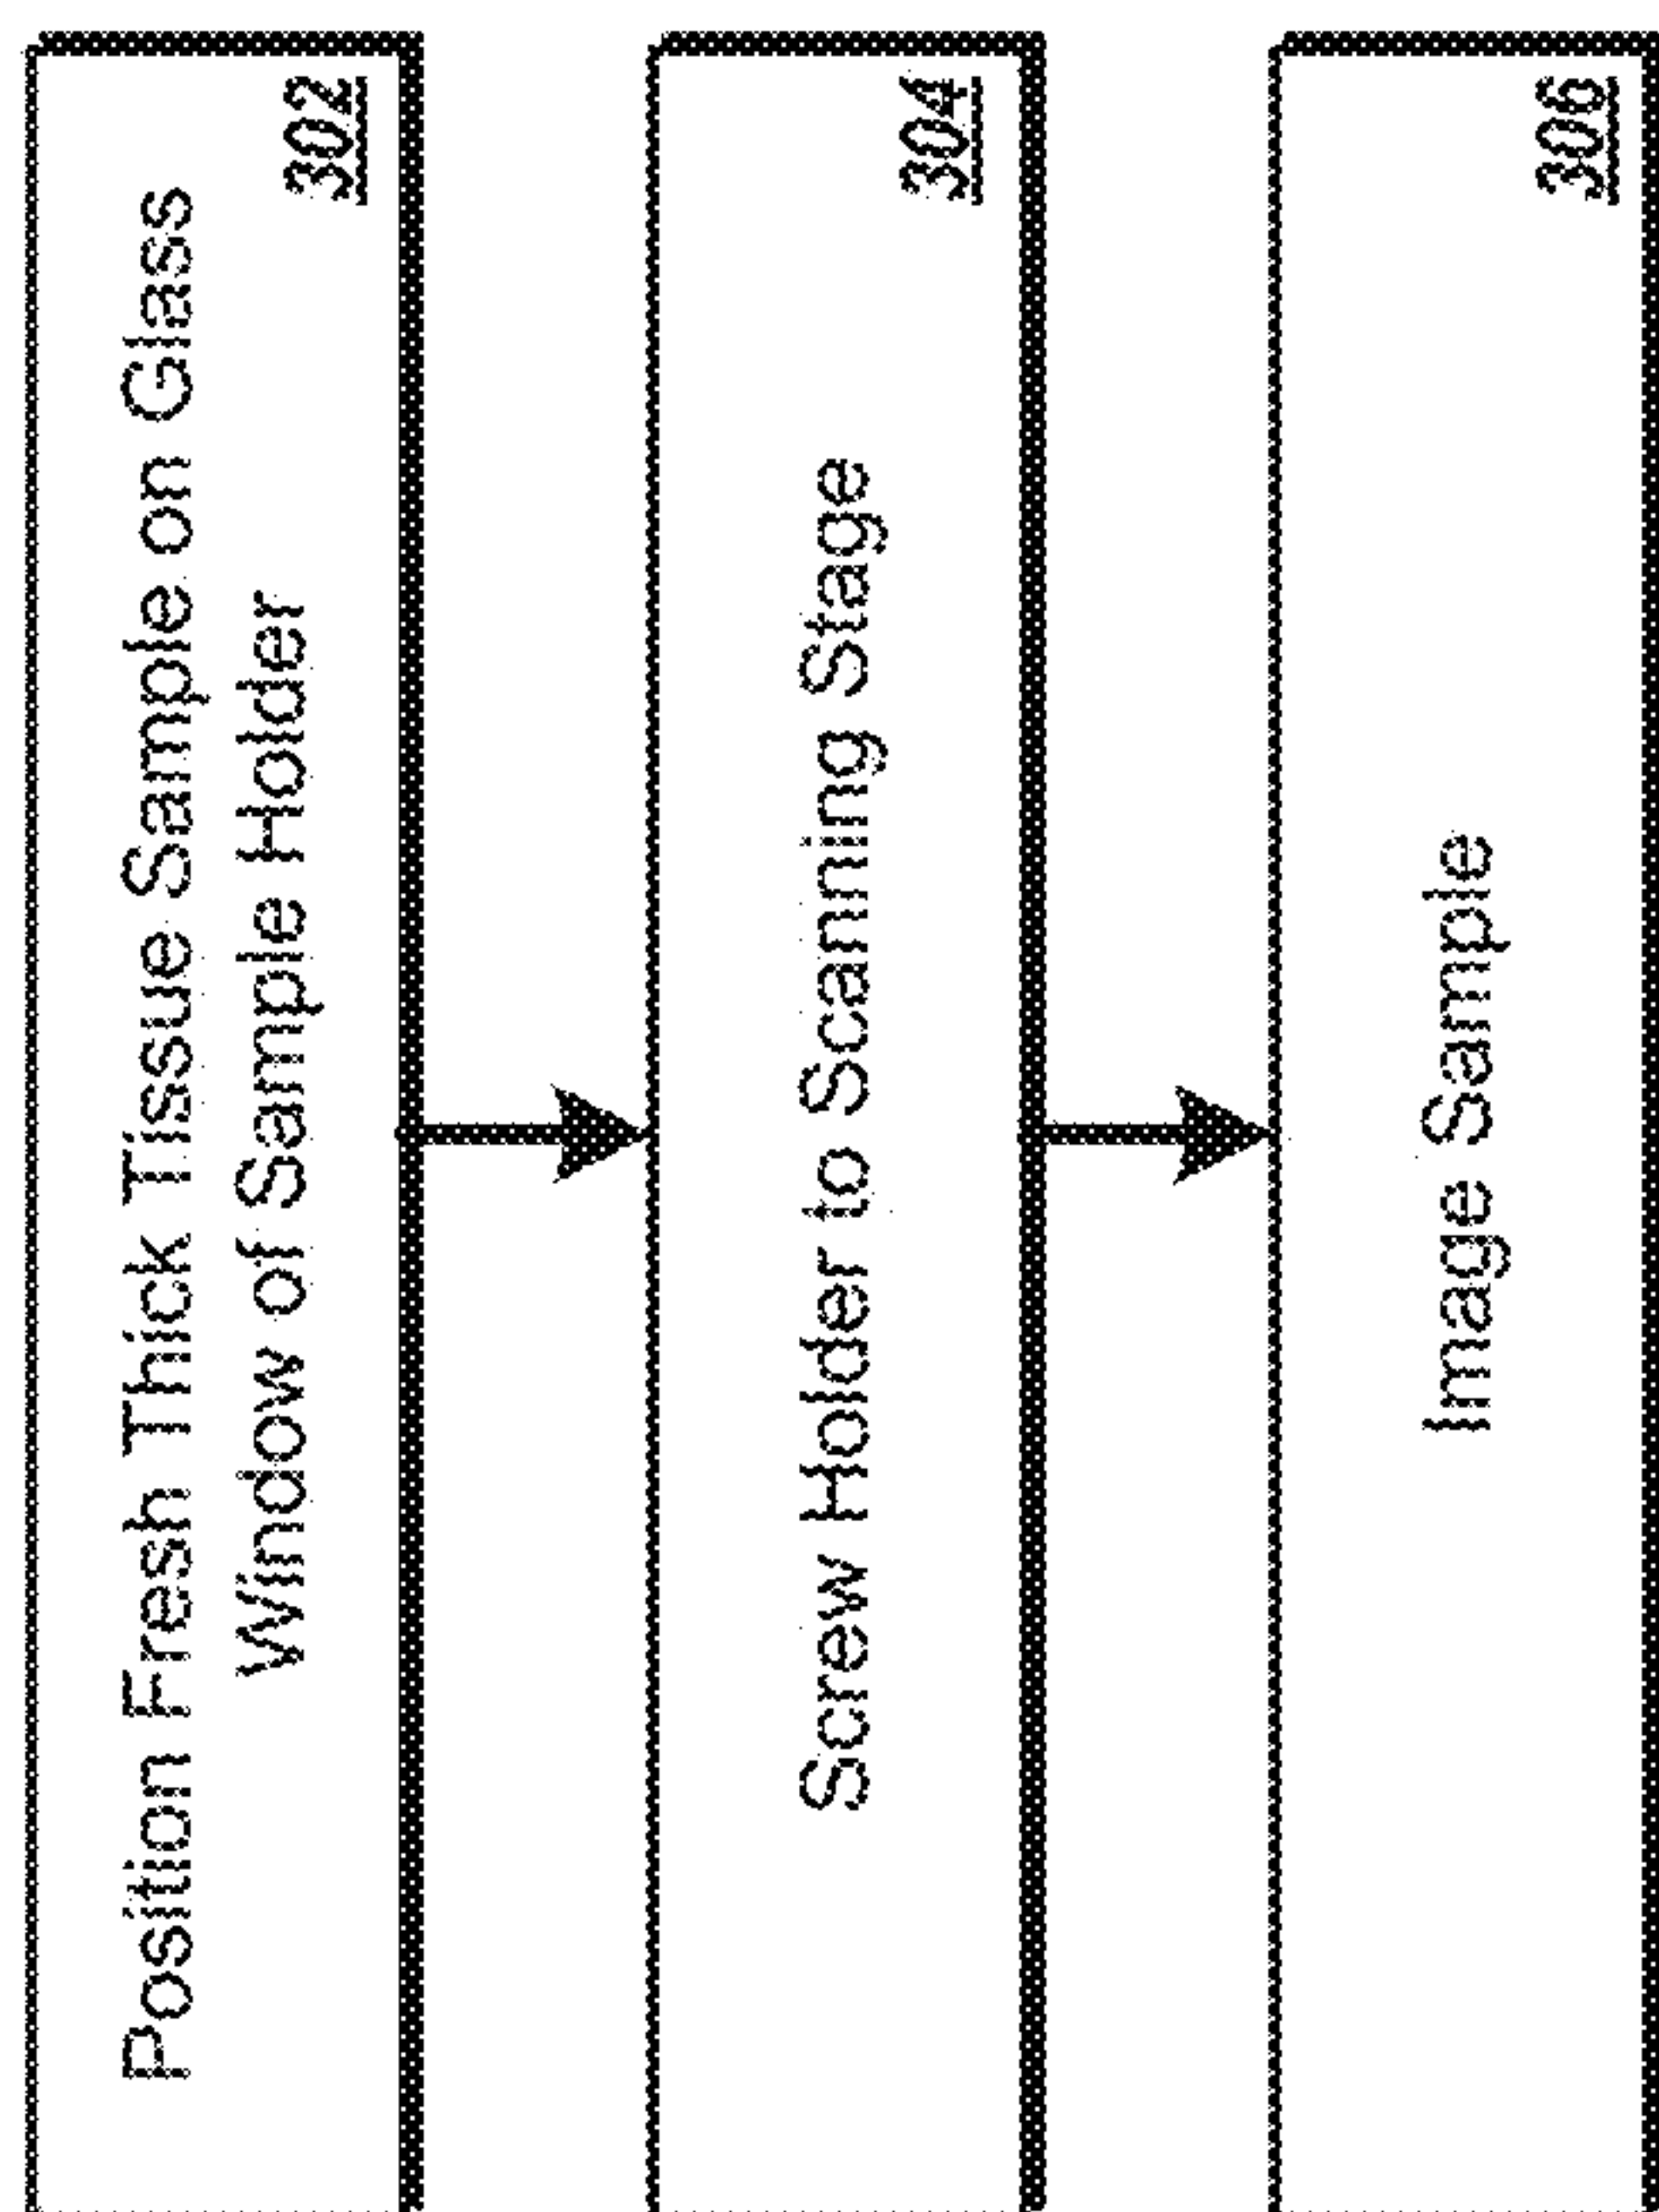 Position Fresh Thick Tissue Sample on Glass
Window of Sample Holder
302
Screw Holder to Scanning Stage
304
Image Sample
306